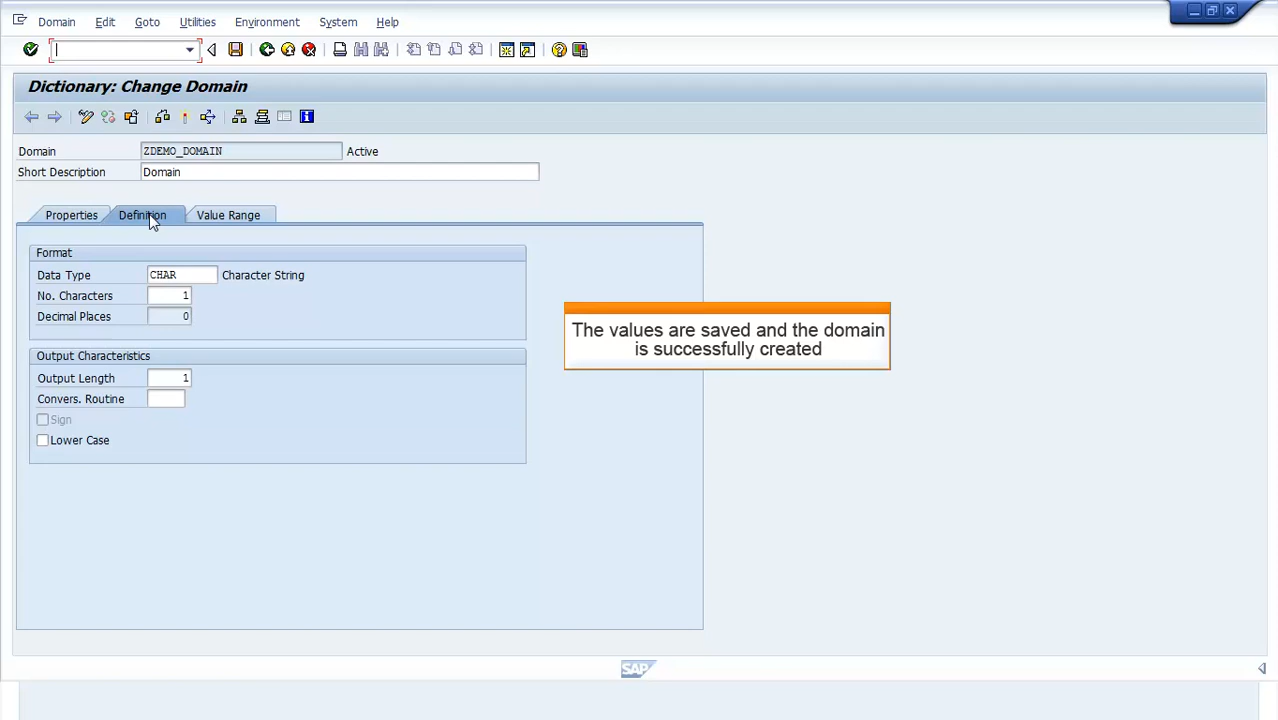 Domain Edit Goto Utilities Environment System Help
Dictionary: Change Domain
Domain ZDEMO_DOMAIN Active
Short Description Domain
Properties Definition Value Range
Format
Data Type CHAR Character String
No. Characters 1
Decimal Places 0
The values are saved and the domain
is successfully created
Output Characteristics
Output Length 1
Convers. Routine
Sign
Lower Case
SAP